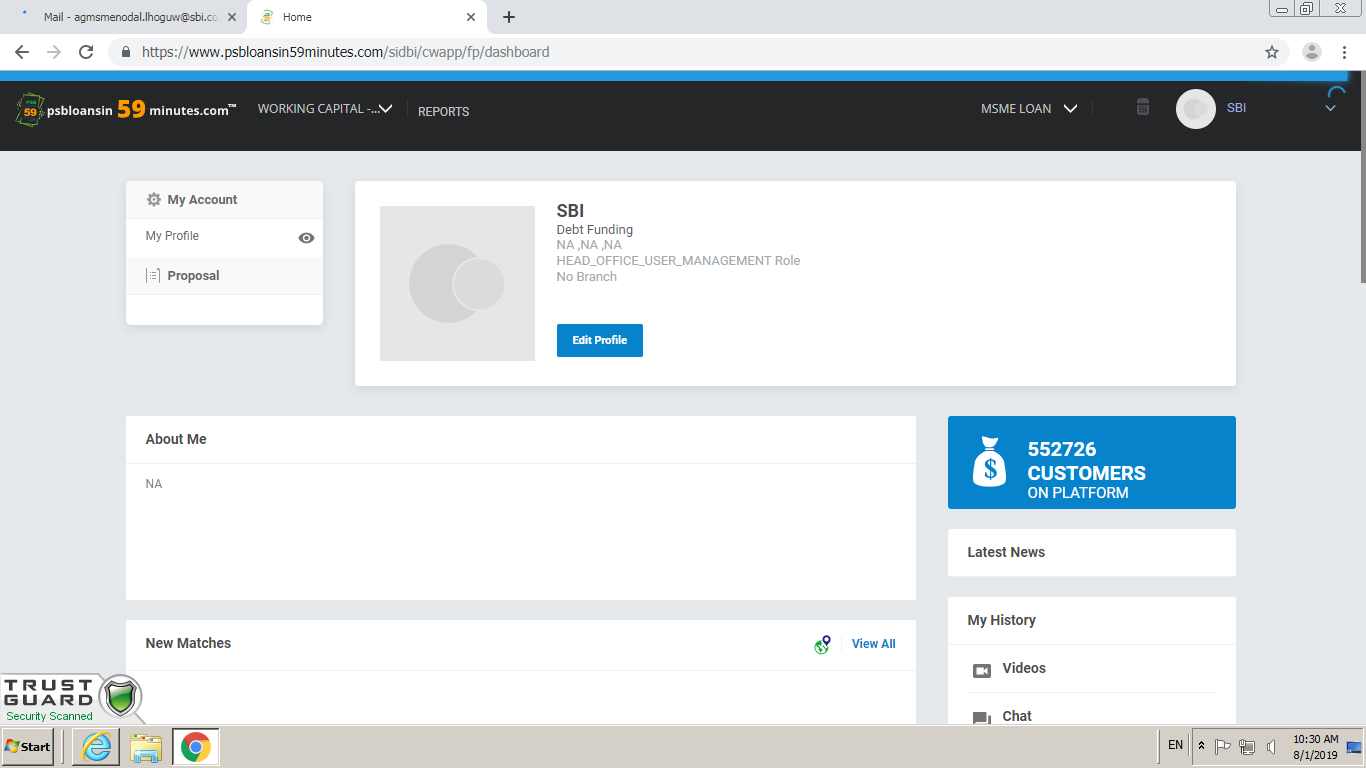 Mail - agmsmenodal.lhoguw@sbi.co
Home
https://www.psbloansin59minutes.com/sidbi/cwapp/fp/dashboard
psbloansin 59 minutes.com™
WORKING CAPITAL -...
REPORTS
MSME LOAN
SBI
My Account
My Profile
Proposal
SBI
Debt Funding
NA ,NA ,NA
HEAD_OFFICE_USER_MANAGEMENT Role
No Branch
Edit Profile
About Me
NA
552726
CUSTOMERS
ON PLATFORM
Latest News
New Matches
View All
My History
Videos
Chat
TRUST
GUARD
Security Scanned
Start
EN
10:30 AM
8/1/2019